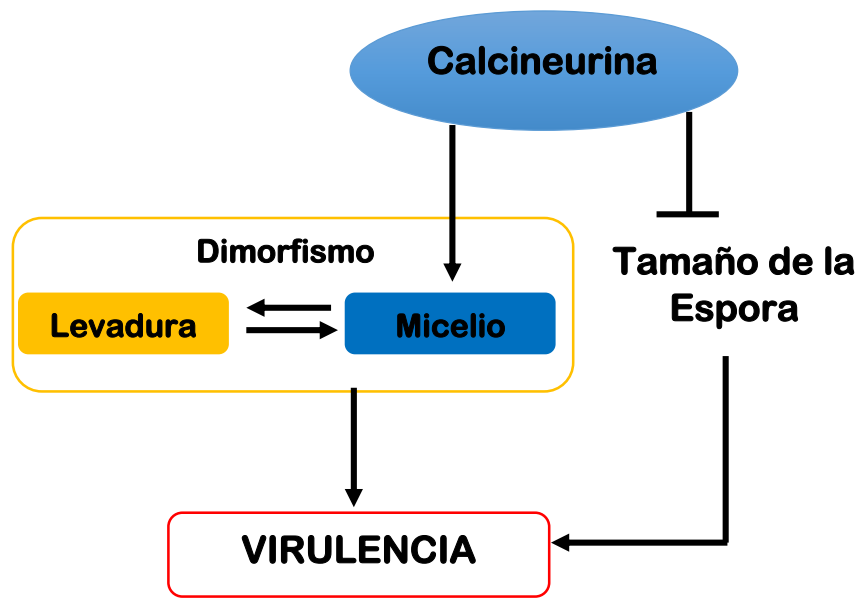 Calcineurina
Dimorfismo
Levadura
Micelio
Tamaño de la
Espora
VIRULENCIA